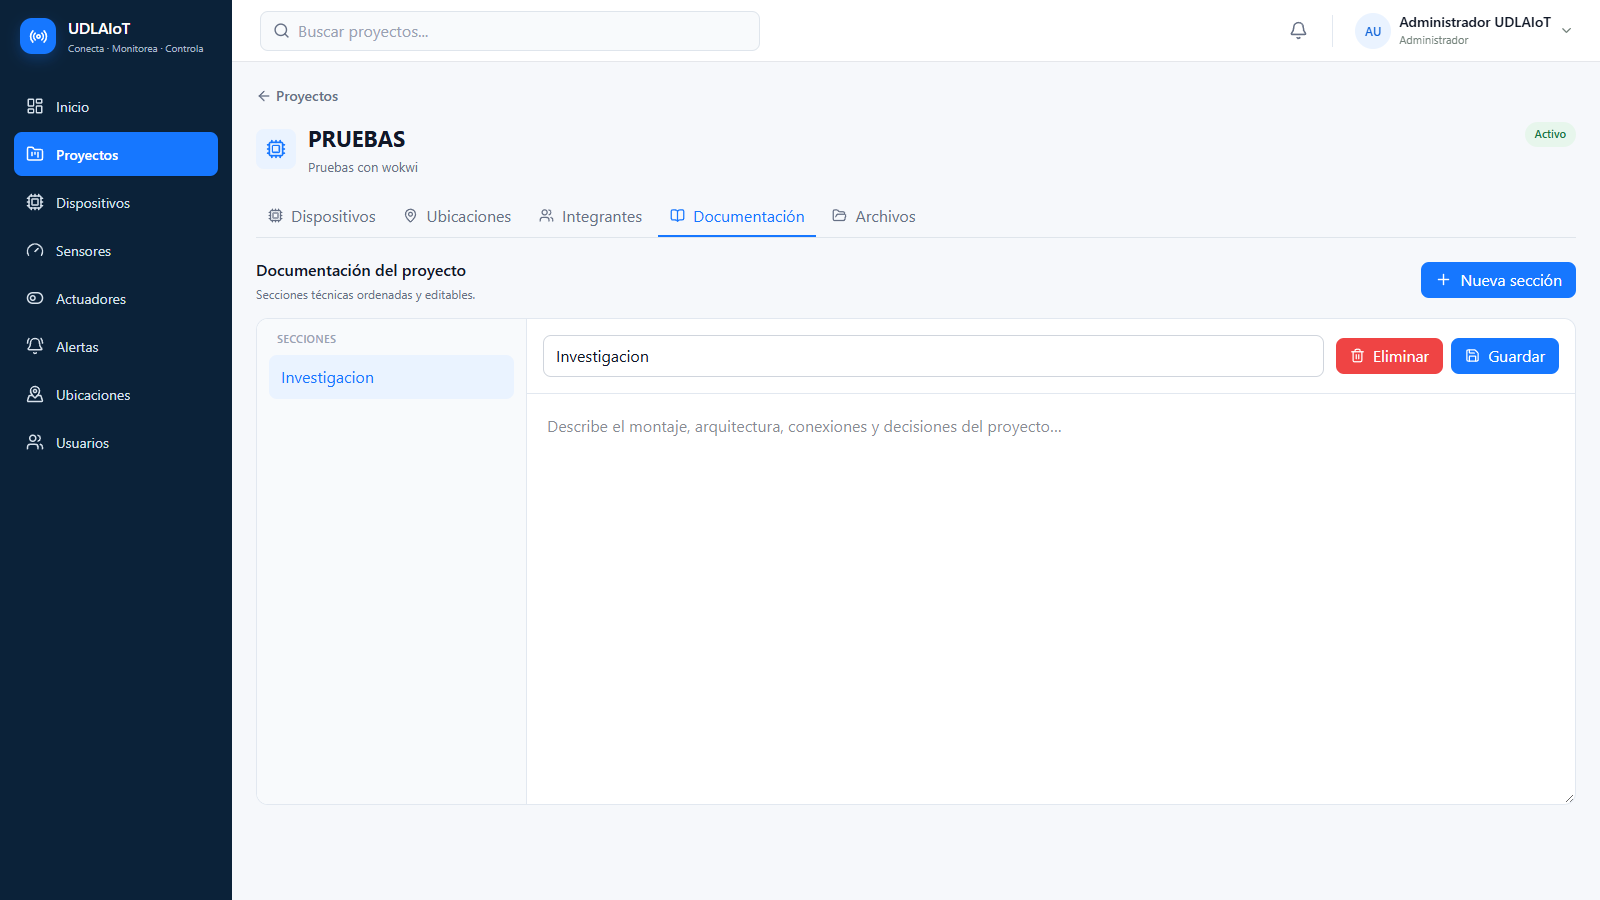 UDLAIoT
Conecta · Monitorea · Controla
Inicio
Proyectos
Dispositivos
Sensores
Actuadores
Alertas
Ubicaciones
Usuarios
Buscar proyectos...
AU
Administrador UDLAIoT
Administrador
Proyectos
PRUEBAS
Pruebas con wokwi
Activo
Dispositivos
Ubicaciones
Integrantes
Documentación
Archivos
Documentación del proyecto
Secciones técnicas ordenadas y editables.
Nueva sección
SECCIONES
Investigacion
Investigacion
Eliminar
Guardar
Describe el montaje, arquitectura, conexiones y decisiones del proyecto...